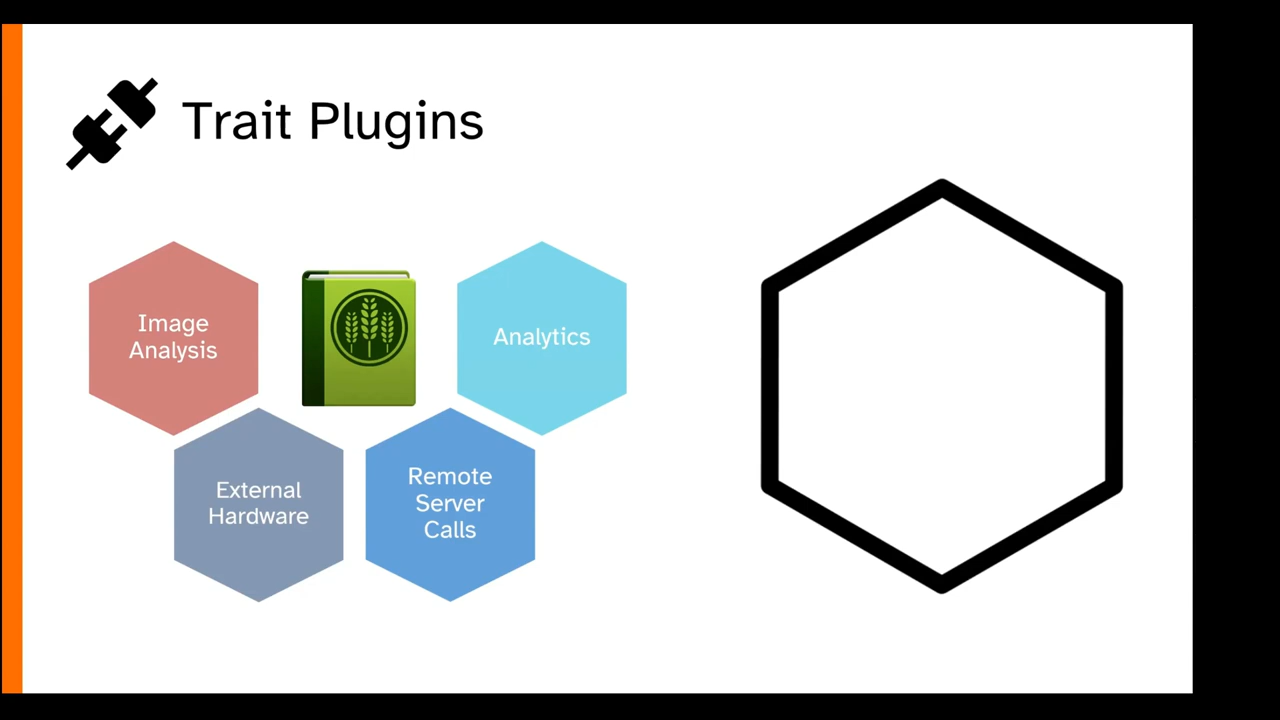 Trait Plugins
Image
Analysis
Analytics
External
Hardware
Remote
Server
Calls